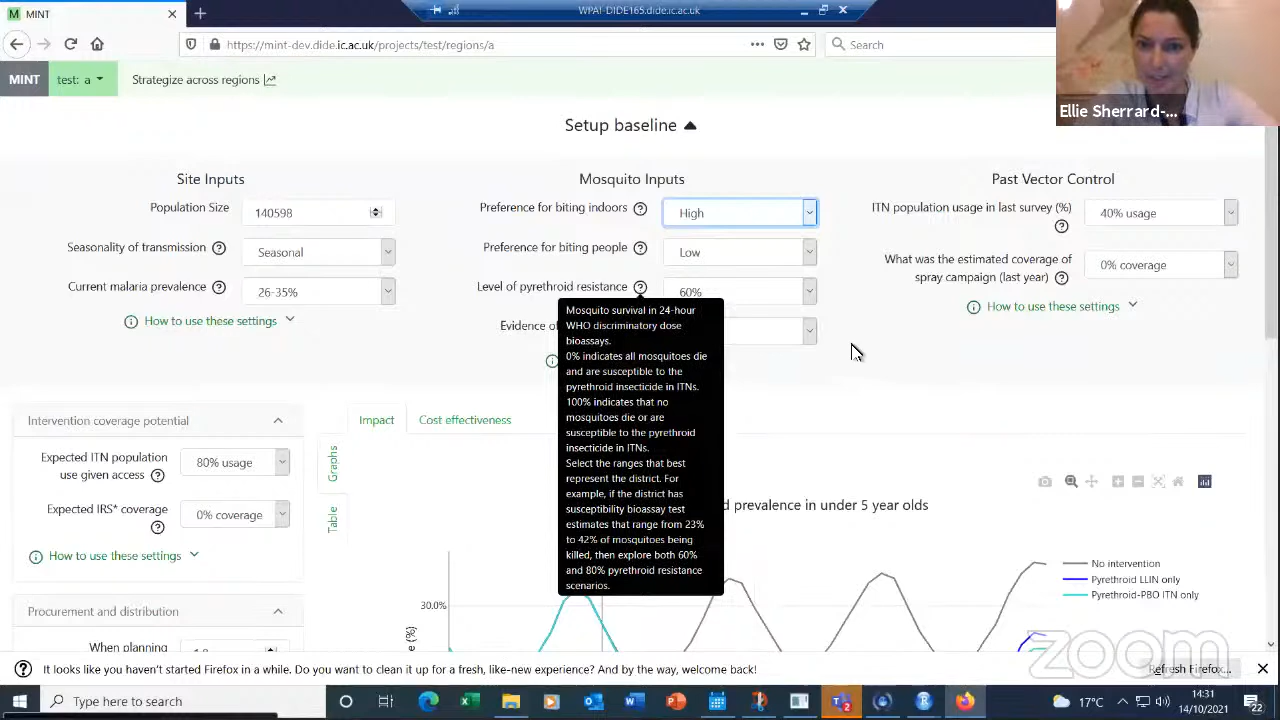 MINT
WPAI-DIDE165.dide.ic.ac.uk
https://mint-dev.dide.ic.ac.uk/projects/test/regions/a
Search
MINT
test: a
Strategize across regions
Ellie Sherrard-...
Setup baseline
Site Inputs
Population Size
140598
Seasonality of transmission
Seasonal
Current malaria prevalence
26-35%
How to use these settings
Mosquito Inputs
Preference for biting indoors
High
Preference for biting people
Low
Level of pyrethroid resistance
60%
Evidence of
Past Vector Control
ITN population usage in last survey (%)
40% usage
What was the estimated coverage of
spray campaign (last year)
0% coverage
How to use these settings
Mosquito survival in 24-hour
WHO discriminatory dose
bioassays.
0% indicates all mosquitoes die
and are susceptible to the
pyrethroid insecticide in ITNs.
100% indicates that no
mosquitoes die or are
susceptible to the pyrethroid
insecticide in ITNs.
Select the ranges that best
represent the district. For
example, if the district has
susceptibility bioassay test
estimates that range from 23%
to 42% of mosquitoes being
killed, then explore both 60%
and 80% pyrethroid resistance
scenarios.
Intervention coverage potential
Expected ITN population
use given access
80% usage
Expected IRS* coverage
0% coverage
How to use these settings
Procurement and distribution
When planning
Impact
Cost effectiveness
Graphs
Table
d prevalence in under 5 year olds
30.0%
(%)
No intervention
Pyrethroid LLIN only
Pyrethroid-PBO ITN only
zoom
It looks like you haven't started Firefox in a while. Do you want to clean it up for a fresh, like-new experience? And by the way, welcome back!
Refresh Firefox...
Type here to search
17°C
14:31
14/10/2021
22